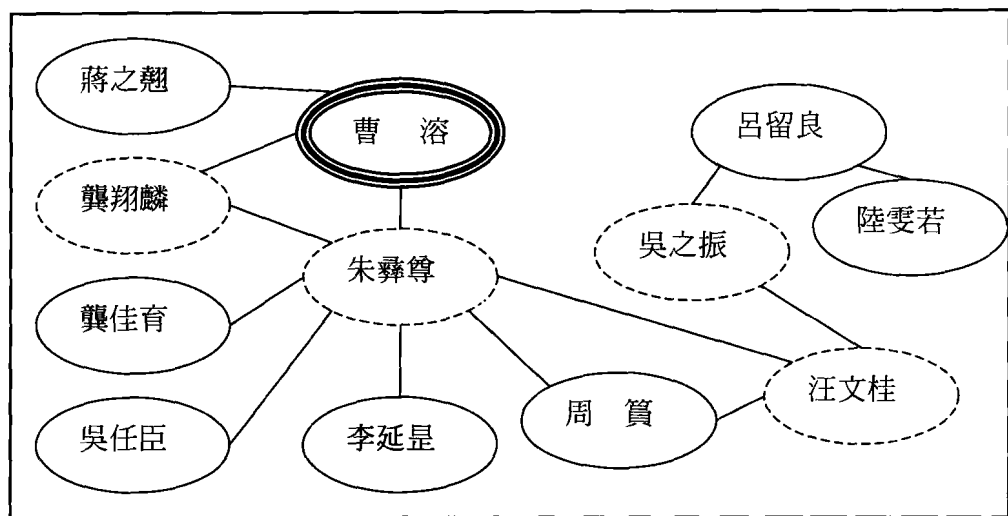 蔣之翹
曹 溶
呂留良
龔翔麟
陸雯若
吳之振
朱彝尊
龔佳育
汪文桂
周 篔
吳任臣
李延昰